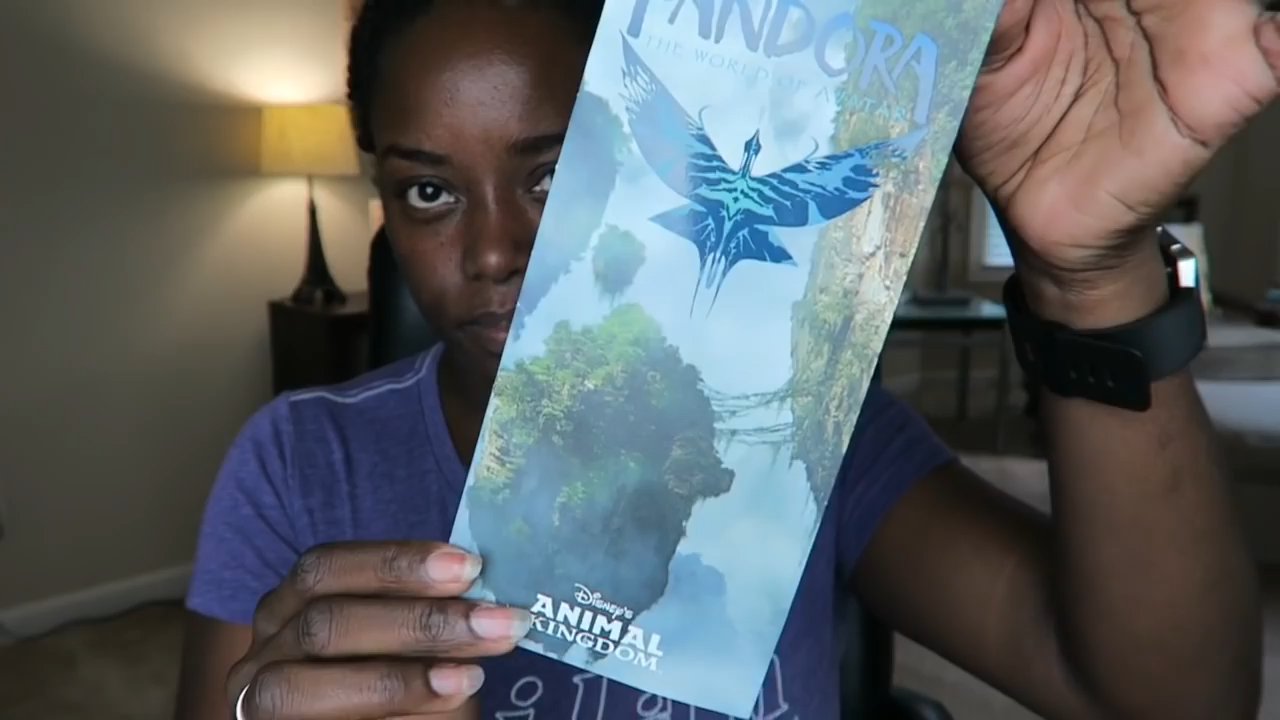 PANDORA
THE WORLD OF AVATAR
Disney's
ANIMAL
KINGDOM